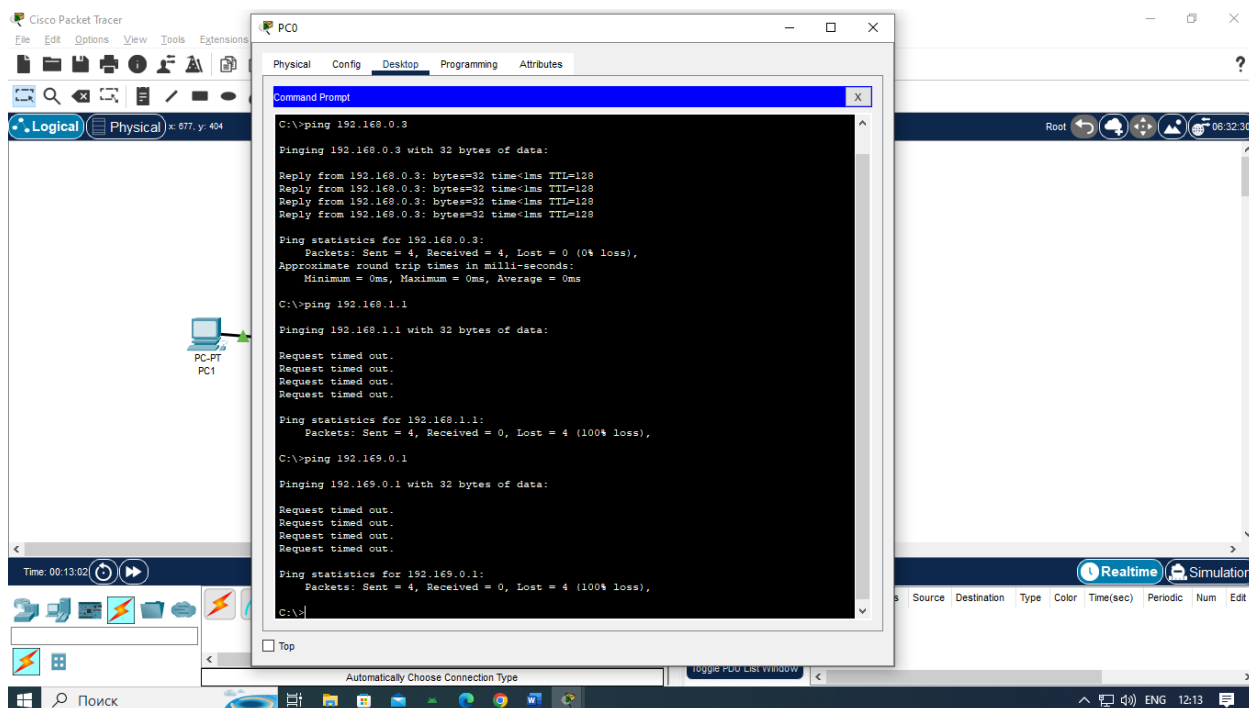 Cisco Packet Tracer
File Edit Options View Tools Extensions
?
Logical Physical x: 677, y: 404
Root 06:32:30
PC0
Physical Config Desktop Programming Attributes
Command Prompt X
C:\>ping 192.168.0.3
Pinging 192.168.0.3 with 32 bytes of data:
Reply from 192.168.0.3: bytes=32 time<1ms TTL=128
Reply from 192.168.0.3: bytes=32 time<1ms TTL=128
Reply from 192.168.0.3: bytes=32 time<1ms TTL=128
Reply from 192.168.0.3: bytes=32 time<1ms TTL=128
Ping statistics for 192.168.0.3:
Packets: Sent = 4, Received = 4, Lost = 0 (0% loss),
Approximate round trip times in milli-seconds:
Minimum = 0ms, Maximum = 0ms, Average = 0ms
C:\>ping 192.168.1.1
Pinging 192.168.1.1 with 32 bytes of data:
Request timed out.
Request timed out.
Request timed out.
Request timed out.
Ping statistics for 192.168.1.1:
Packets: Sent = 4, Received = 0, Lost = 4 (100% loss),
C:\>ping 192.169.0.1
Pinging 192.169.0.1 with 32 bytes of data:
Request timed out.
Request timed out.
Request timed out.
Request timed out.
Ping statistics for 192.169.0.1:
Packets: Sent = 4, Received = 0, Lost = 4 (100% loss),
C:\>
Top
PC-PT
PC1
Time: 00:13:02
Realtime Simulation
s Source Destination Type Color Time(sec) Periodic Num Edit
Toggle PDU List Window
Automatically Choose Connection Type
Поиск
ENG 12:13